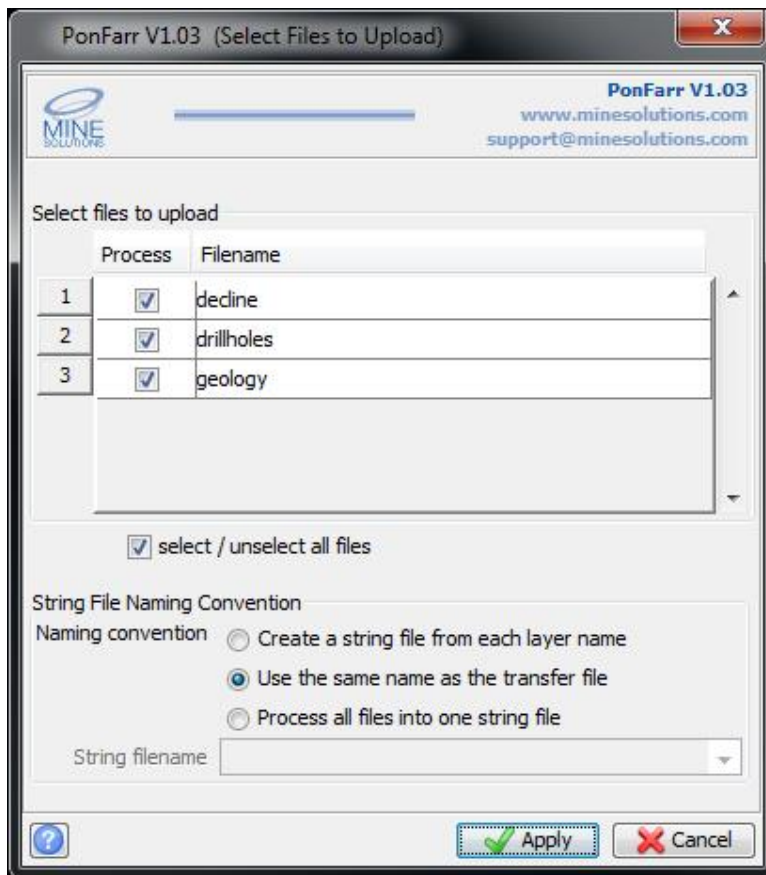 PonFarr V1.03 (Select Files to Upload)
MINE
SOLUTIONS
PonFarr V1.03
www.minesolutions.com
support@minesolutions.com
Select files to upload
Process Filename
1 decline
2 drillholes
3 geology
select / unselect all files
String File Naming Convention
Naming convention Create a string file from each layer name
Use the same name as the transfer file
Process all files into one string file
String filename
? Apply Cancel